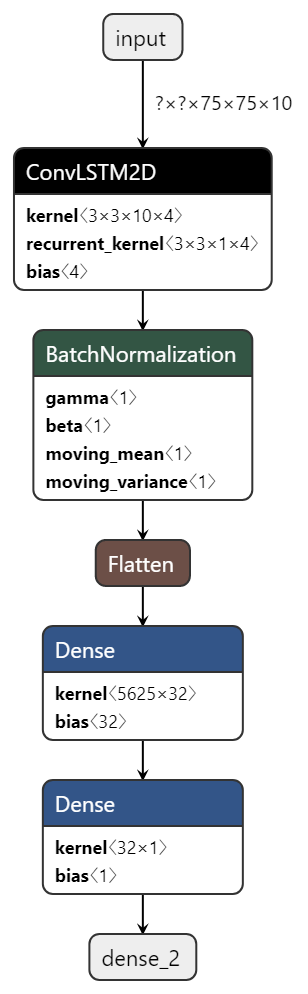 input
?×?×75×75×10
ConvLSTM2D
kernel〈3×3×10×4〉
recurrent_kernel〈3×3×1×4〉
bias〈4〉
BatchNormalization
gamma〈1〉
beta〈1〉
moving_mean〈1〉
moving_variance〈1〉
Flatten
Dense
kernel〈5625×32〉
bias〈32〉
Dense
kernel〈32×1〉
bias〈1〉
dense_2